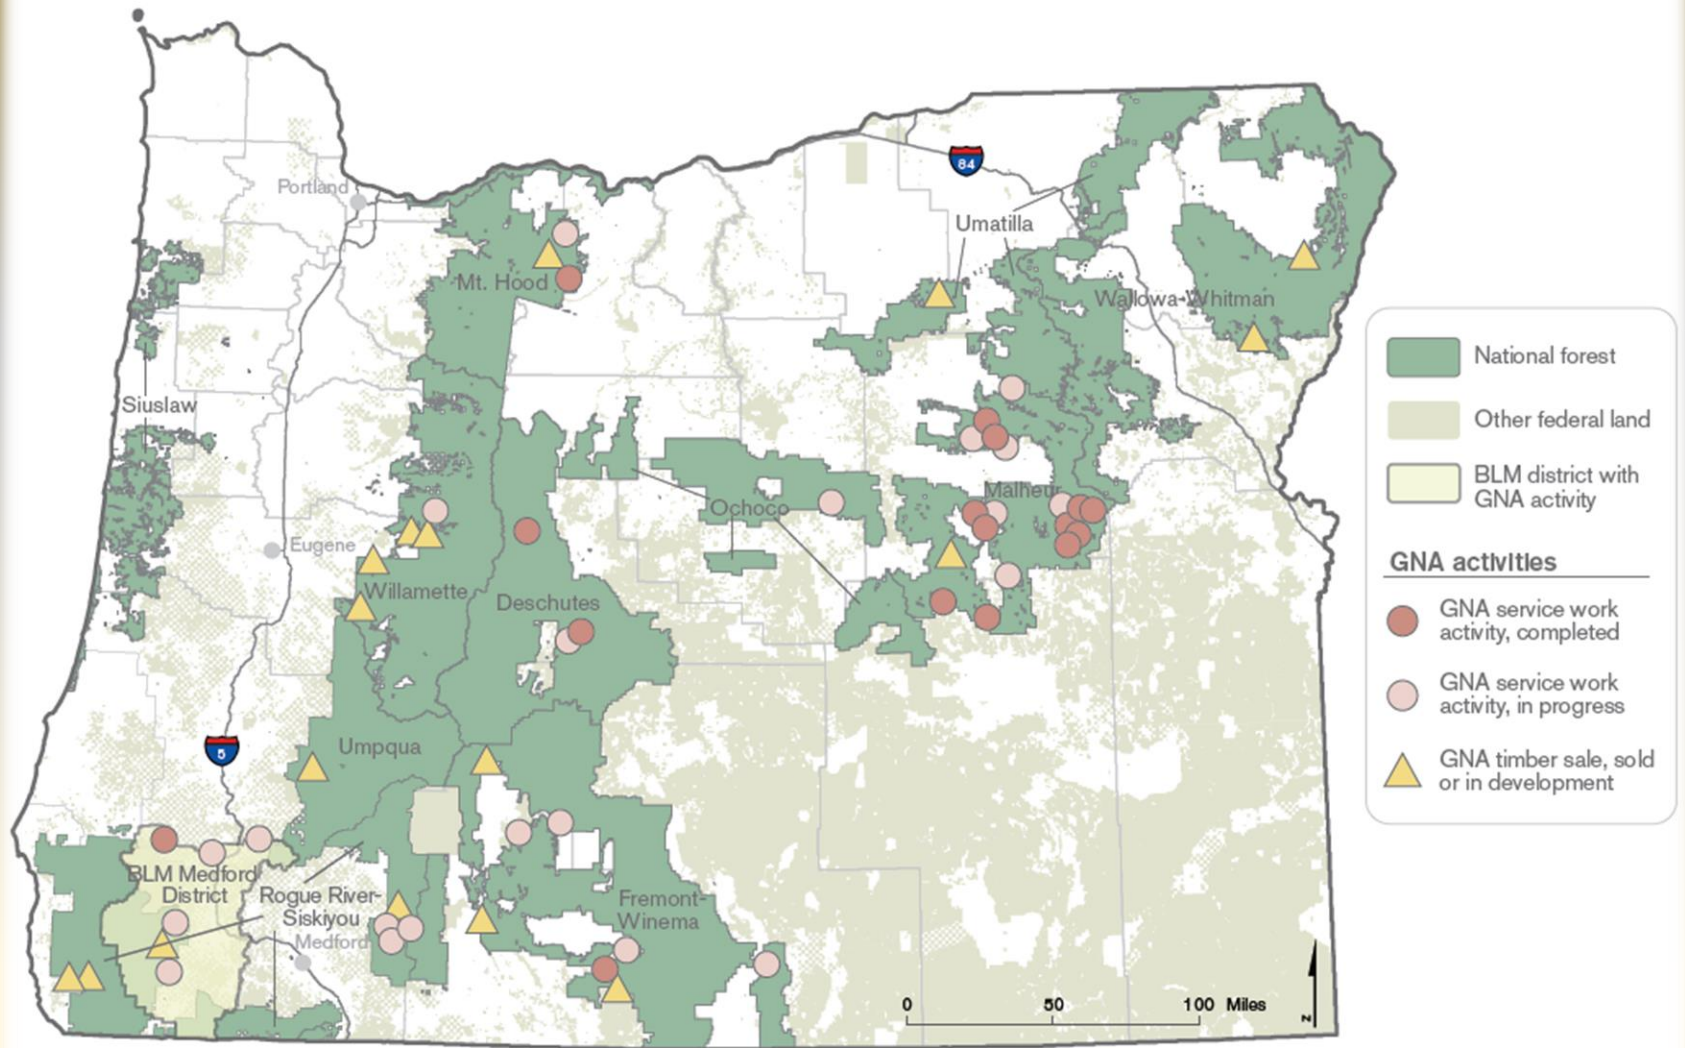 Portland
84
Umatilla
Mt. Hood
Wallowa-Whitman
Siuslaw
Malheur
Ochoco
Eugene
Willamette
Deschutes
5
Umpqua
BLM Medford
District
Rogue River-
Siskiyou
Medford
Fremont-
Winema
0 50 100 Miles
N
National forest
Other federal land
BLM district with
GNA activity
GNA activities
GNA service work
activity, completed
GNA service work
activity, in progress
GNA timber sale, sold
or in development